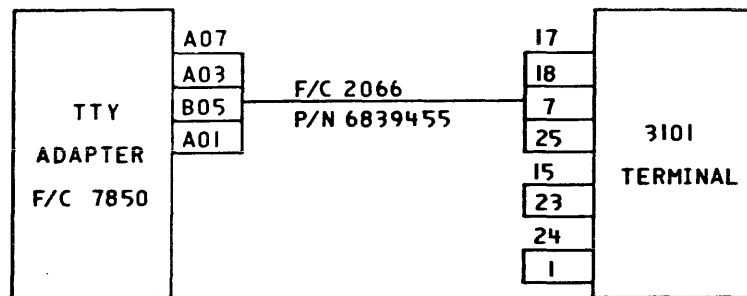 TTY
ADAPTER
F/C 7850
A07
A03
B05
A01
F/C 2066
P/N 6839455
17
18
7
25
15
23
24
1
3101
TERMINAL